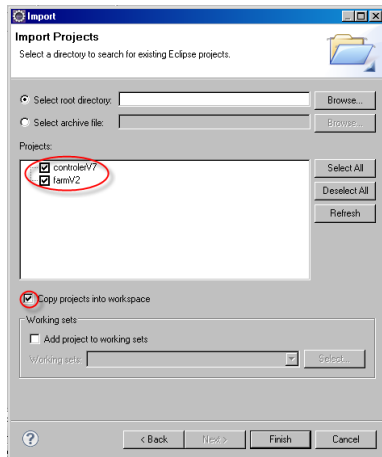 Import
Import Projects
Select a directory to search for existing Eclipse projects.
Select root directory:
Browse...
Select archive file:
Browse...
Projects:
controlerV7
farmV2
Select All
Deselect All
Refresh
Copy projects into workspace
Working sets
Add project to working sets
Working sets:
Select...
?
< Back
Next >
Finish
Cancel